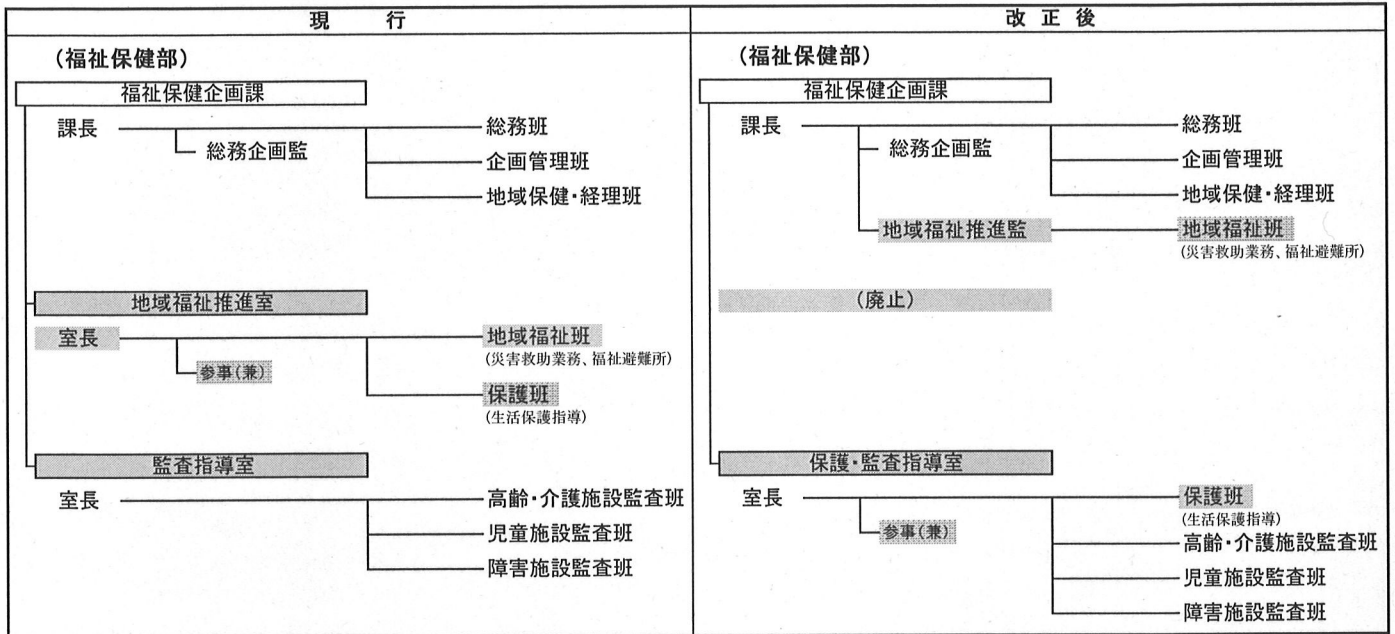 現 行
改 正 後
(福祉保健部)
福祉保健企画課
課長
総務企画監
総務班
企画管理班
地域保健・経理班
地域福祉推進室
室長
参事(兼)
地域福祉班
(災害救助業務、福祉避難所)
保護班
(生活保護指導)
監査指導室
室長
高齢・介護施設監査班
児童施設監査班
障害施設監査班
(福祉保健部)
福祉保健企画課
課長
総務企画監
総務班
企画管理班
地域保健・経理班
地域福祉推進監
地域福祉班
(災害救助業務、福祉避難所)
(廃止)
保護・監査指導室
室長
参事(兼)
保護班
(生活保護指導)
高齢・介護施設監査班
児童施設監査班
障害施設監査班